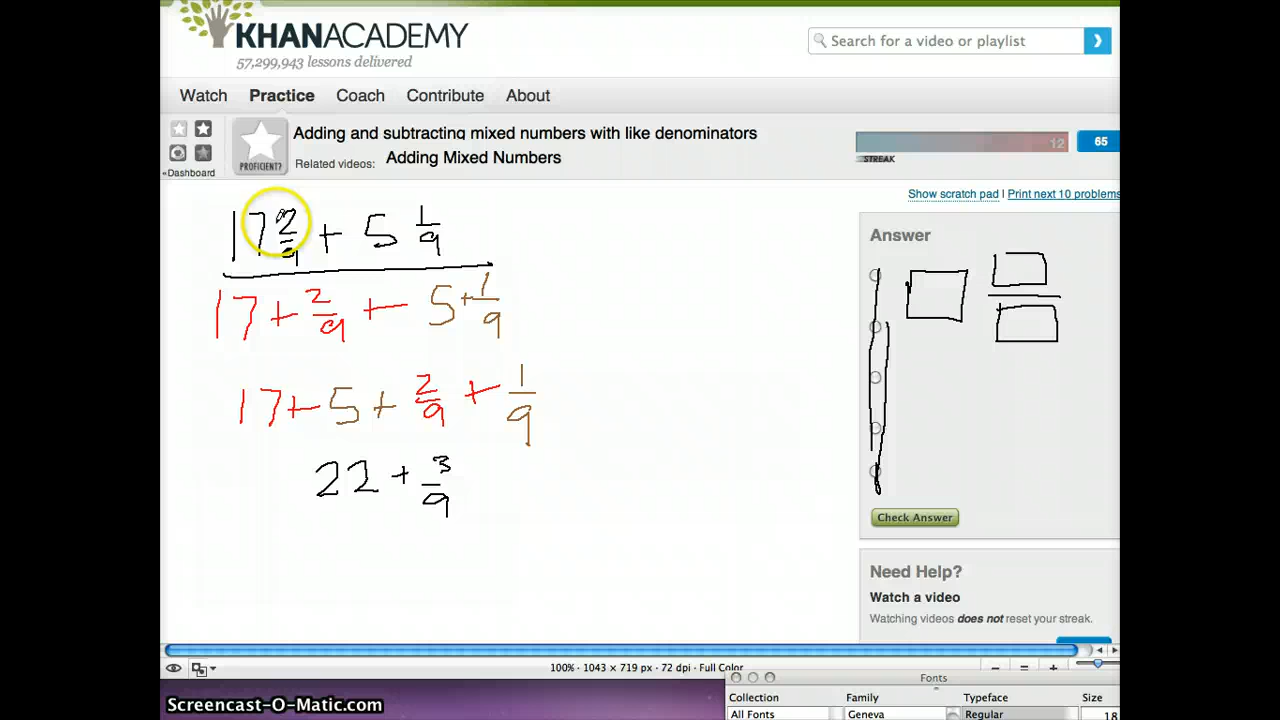 KHANACADEMY
57,299,943 lessons delivered
Search for a video or playlist
Watch Practice Coach Contribute About
Adding and subtracting mixed numbers with like denominators
Related videos: Adding Mixed Numbers
PROFICIENT?
«Dashboard
12
STREAK
65
Show scratch pad | Print next 10 problems
17 2/9 + 5 1/9
17 + 2/9 + 5 + 1/9
17 + 5 + 2/9 + 1/9
22 + 3/9
Answer
Check Answer
Need Help?
Watch a video
Watching videos does not reset your streak.
100% · 1043 x 719 px · 72 dpi · Full Color
Fonts
Collection Family Typeface Size
All Fonts Geneva Regular 18
Screencast-O-Matic.com